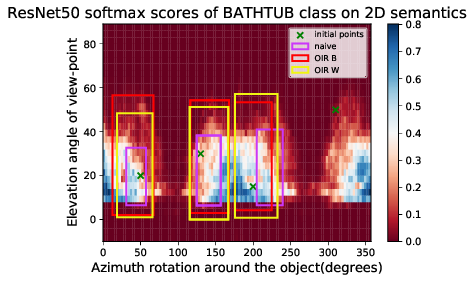 ResNet50 softmax scores of BATHTUB class on 2D semantics
initial points
naive
OIR B
OIR W
Elevation angle of view-point
80
60
40
20
0
0 50 100 150 200 250 300 350
Azimuth rotation around the object(degrees)
0.8
0.7
0.6
0.5
0.4
0.3
0.2
0.1
0.0